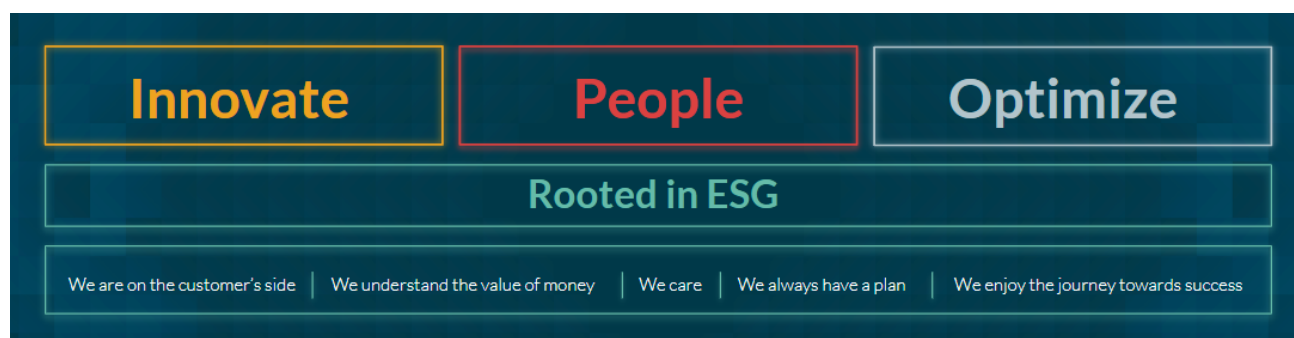 Innovate People Optimize
Rooted in ESG
We are on the customer's side | We understand the value of money | We care | We always have a plan | We enjoy the journey towards success